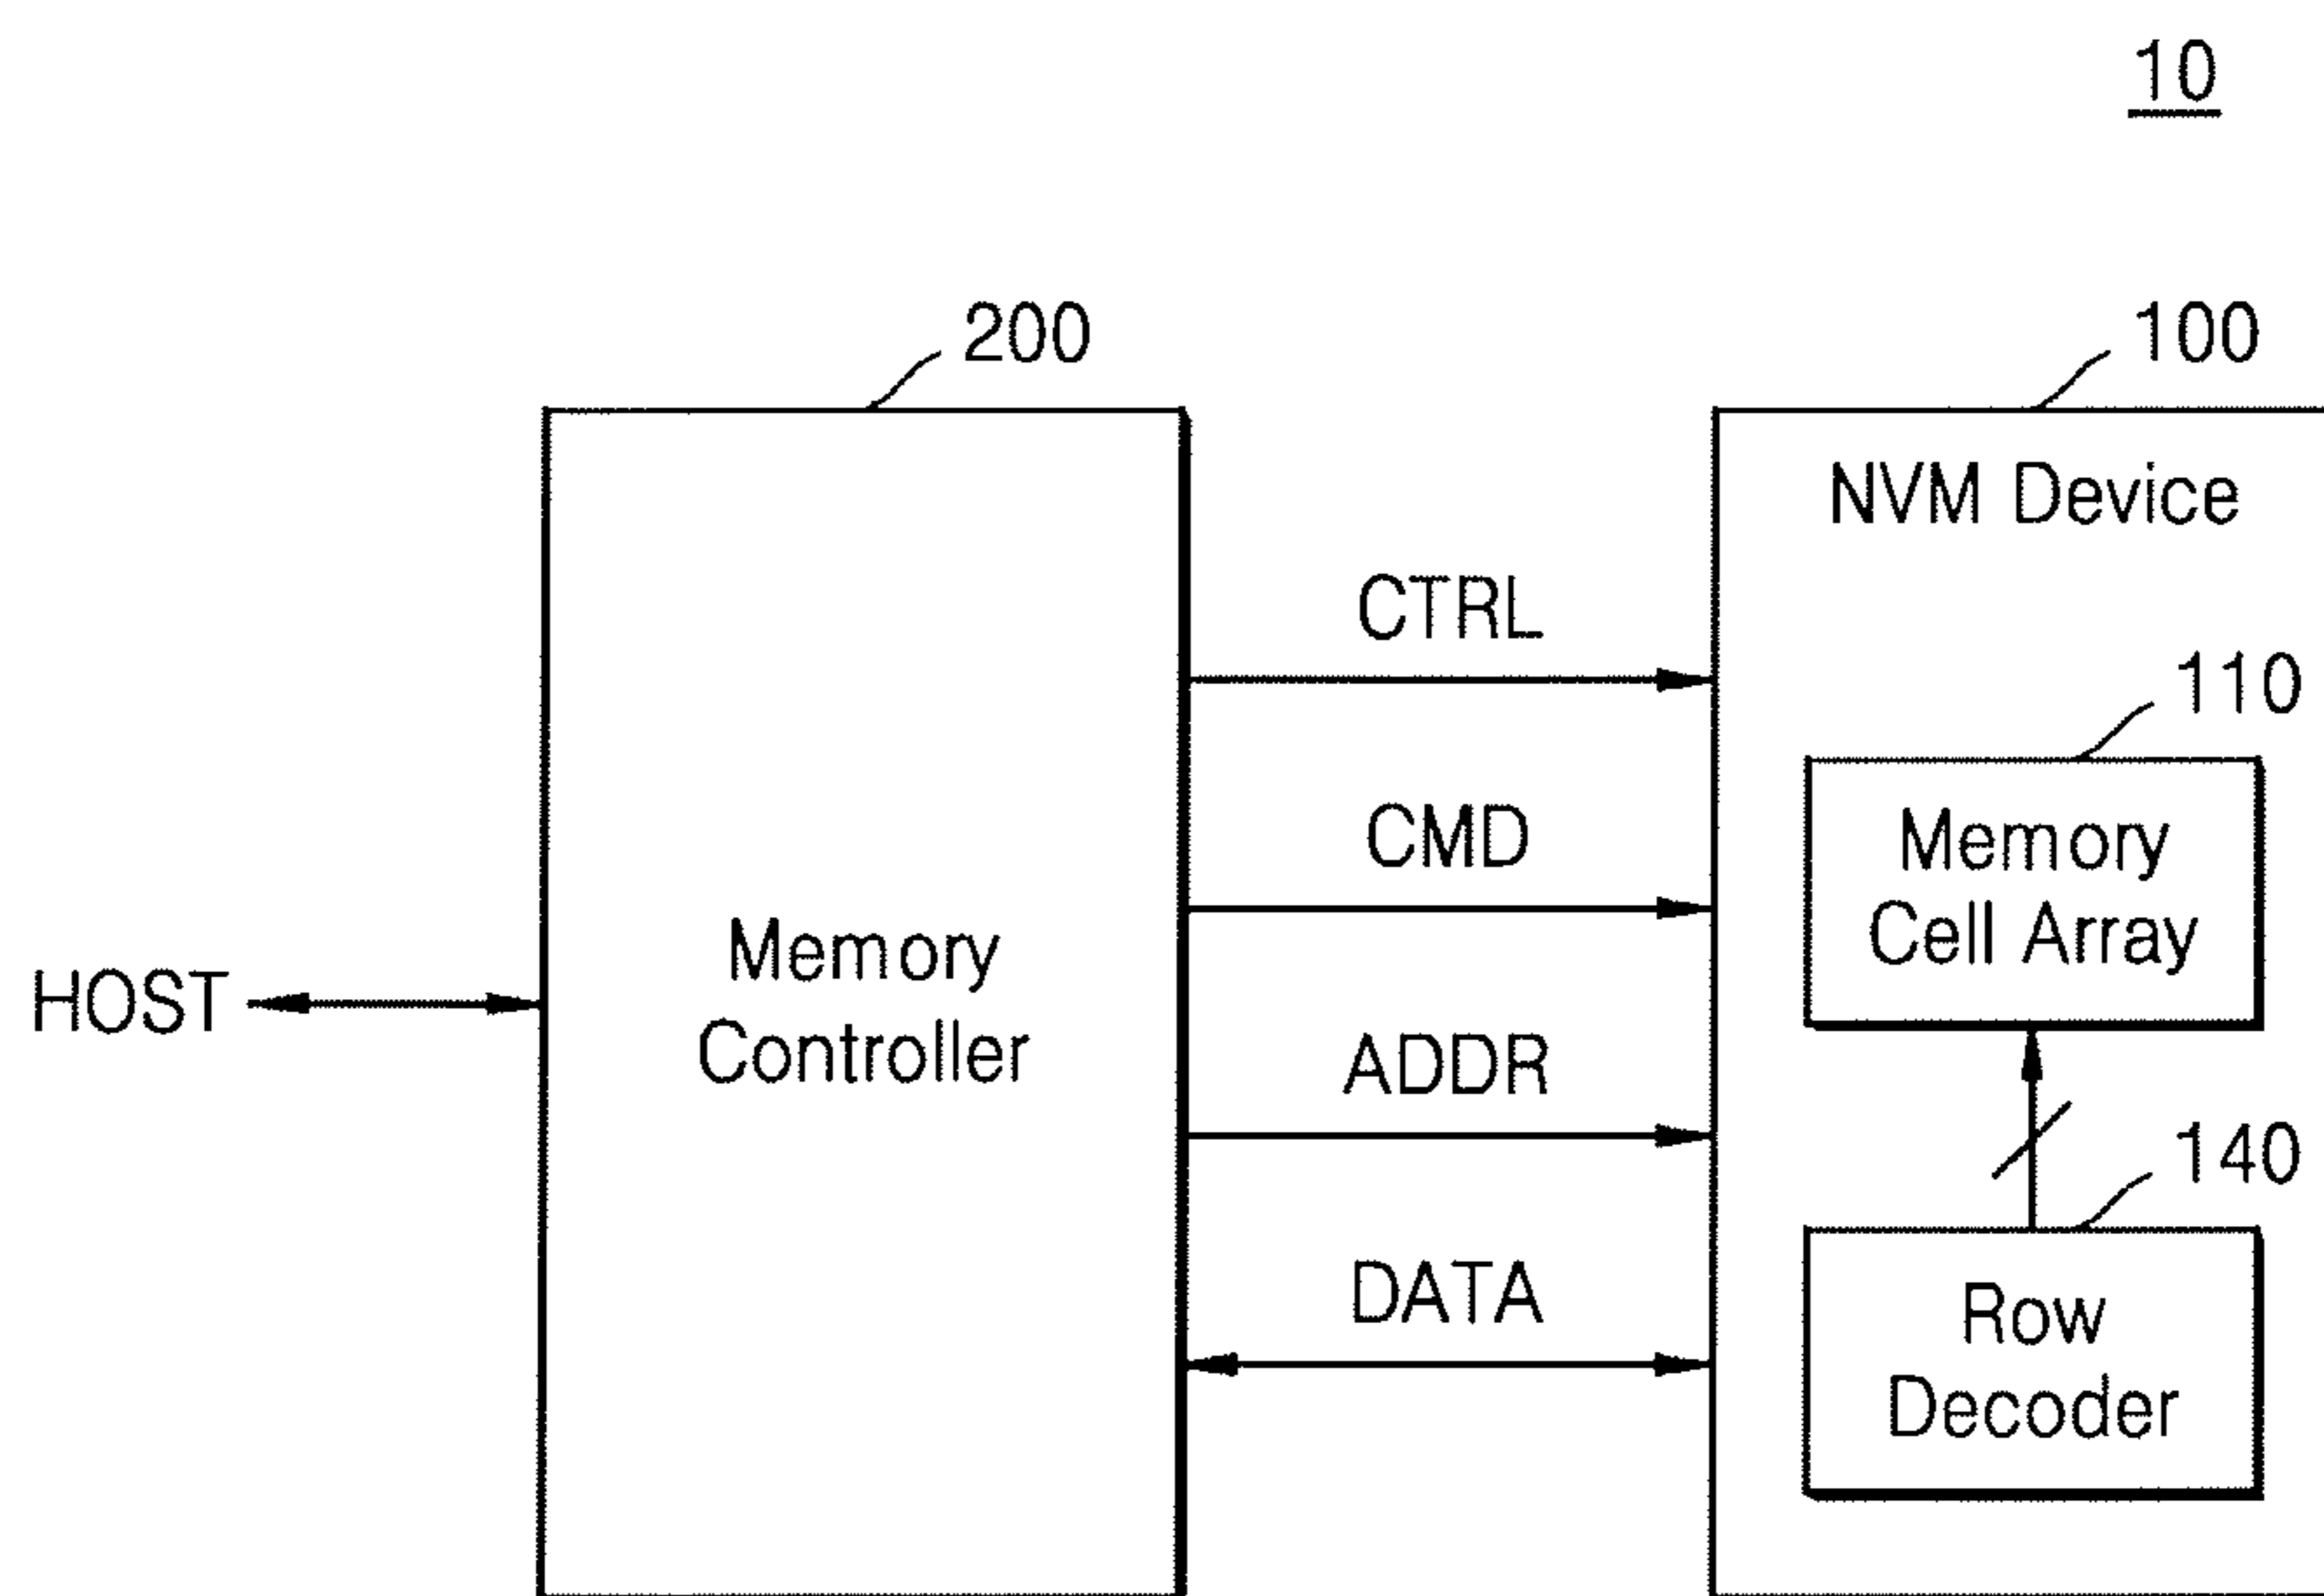 10
200
100
NVM Device
CTRL
110
CMD
Memory
Cell Array
Memory
Controller
HOST
ADDR
140
DATA
Row
Decoder